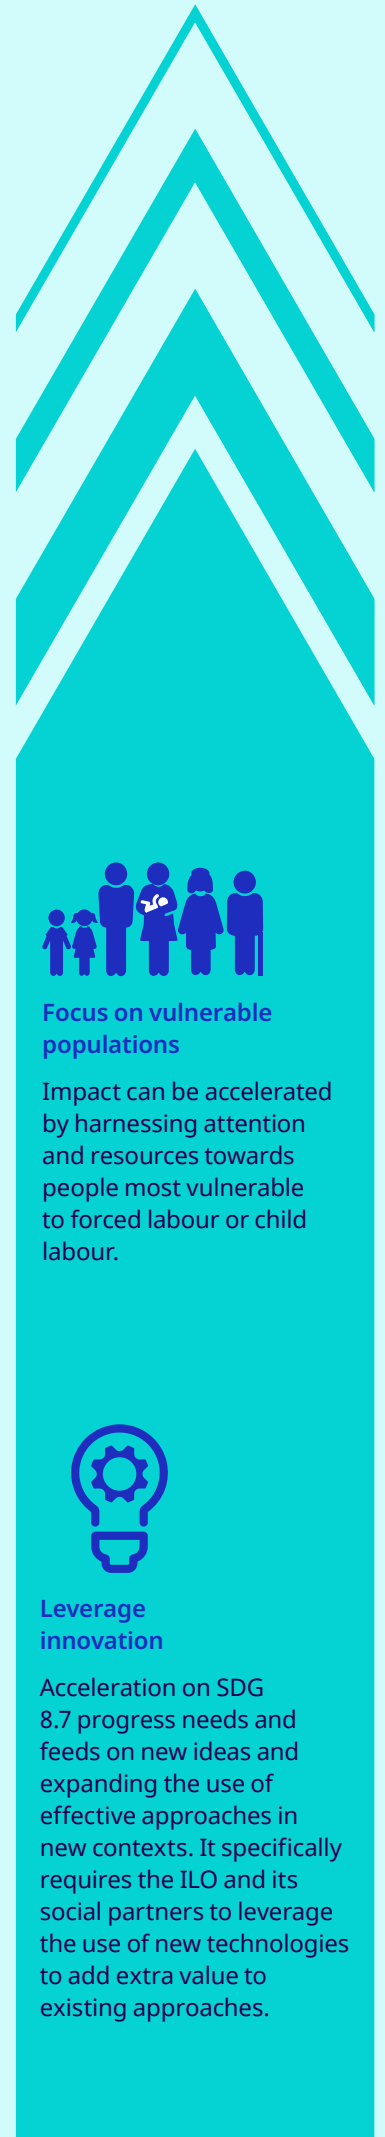 Focus on vulnerable
populations
Impact can be accelerated
by harnessing attention
and resources towards
people most vulnerable
to forced labour or child
labour.
Leverage
innovation
Acceleration on SDG
8.7 progress needs and
feeds on new ideas and
expanding the use of
effective approaches in
new contexts. It specifically
requires the ILO and its
social partners to leverage
the use of new technologies
to add extra value to
existing approaches.